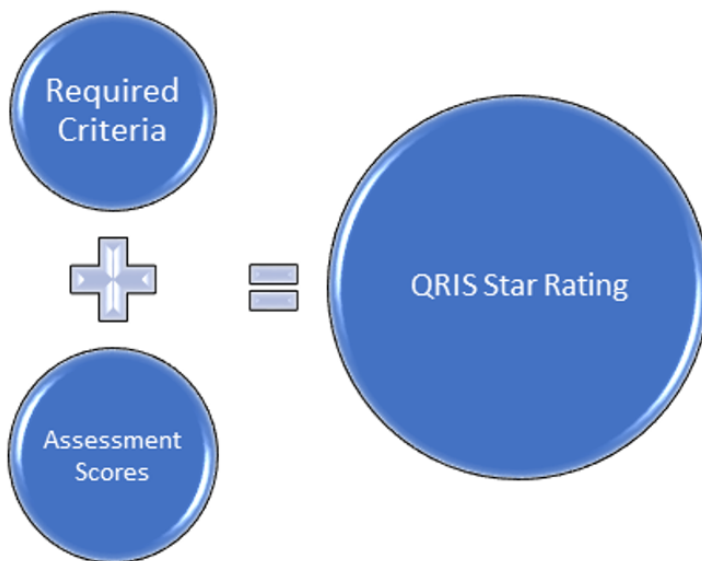 Required
Criteria
Assessment
Scores
QRIS Star Rating